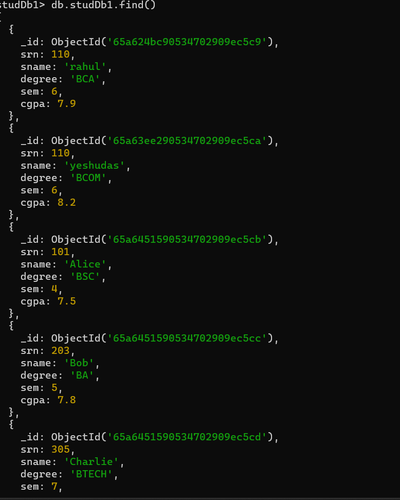 studDb1> db.studDb1.find()
[
  {
    _id: ObjectId('65a624bc90534702909ec5c9'),
    srn: 110,
    sname: 'rahul',
    degree: 'BCA',
    sem: 6,
    cgpa: 7.9
  },
  {
    _id: ObjectId('65a63ee290534702909ec5ca'),
    srn: 110,
    sname: 'yeshudas',
    degree: 'BCOM',
    sem: 6,
    cgpa: 8.2
  },
  {
    _id: ObjectId('65a6451590534702909ec5cb'),
    srn: 101,
    sname: 'Alice',
    degree: 'BSC',
    sem: 4,
    cgpa: 7.5
  },
  {
    _id: ObjectId('65a6451590534702909ec5cc'),
    srn: 203,
    sname: 'Bob',
    degree: 'BA',
    sem: 5,
    cgpa: 7.8
  },
  {
    _id: ObjectId('65a6451590534702909ec5cd'),
    srn: 305,
    sname: 'Charlie',
    degree: 'BTECH',
    sem: 7,